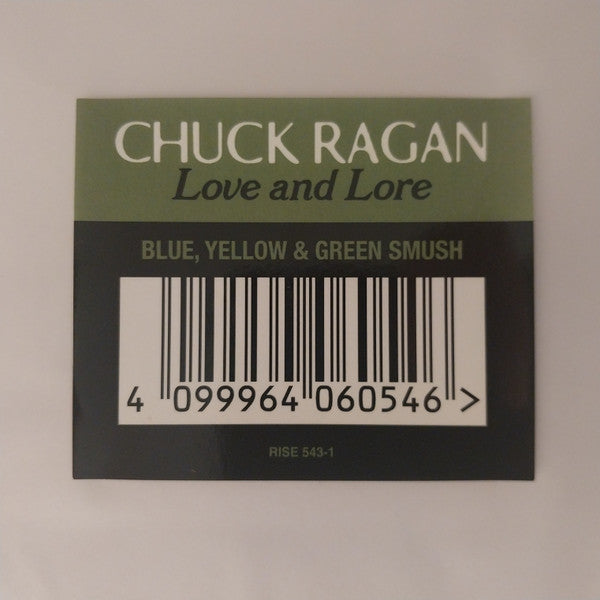 CHUCK RAGAN
Love and Lore
BLUE, YELLOW & GREEN SMUSH
4 099964 060546 >
RISE 543-1